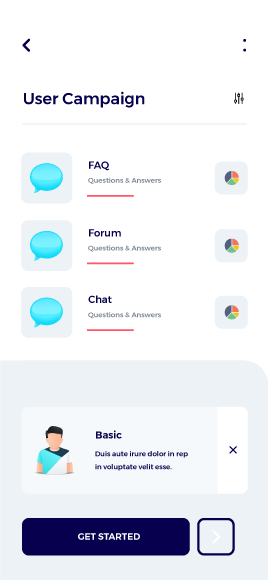 User Campaign
FAQ
Questions & Answers
Forum
Questions & Answers
Chat
Questions & Answers
Basic
Duis aute irure dolor in rep
in voluptate velit esse.
GET STARTED